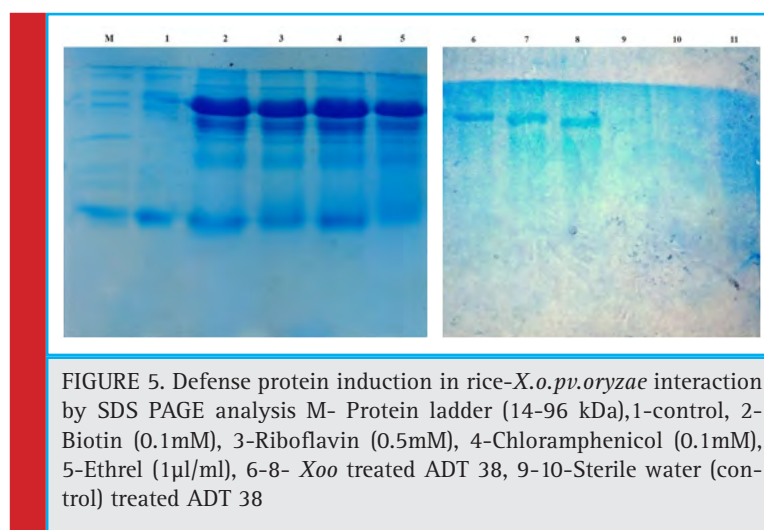 M 1 2 3 4 5 6 7 8 9 10 11
FIGURE 5. Defense protein induction in rice-X.o.pv.oryzae interaction
by SDS PAGE analysis M- Protein ladder (14-96 kDa),1-control, 2-
Biotin (0.1mM), 3-Riboflavin (0.5mM), 4-Chloramphenicol (0.1mM),
5-Ethrel (1µl/ml), 6-8- Xoo treated ADT 38, 9-10-Sterile water (con-
trol) treated ADT 38